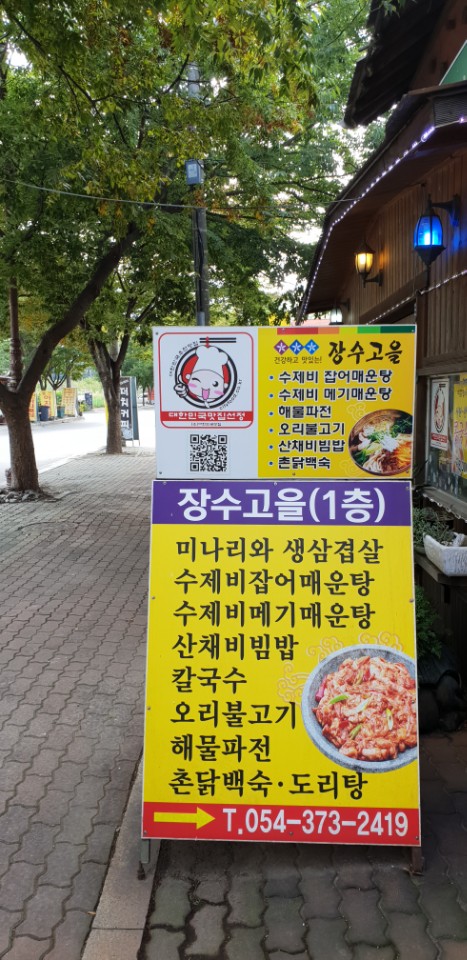 대한민국맛집선정
건강하고 맛있는!
장수고을
• 수제비 잡어매운탕
• 수제비 메기매운탕
• 해물파전
• 오리불고기
• 산채비빔밥
• 촌닭백숙
장수고을(1층)
미나리와 생삼겹살
수제비잡어매운탕
수제비메기매운탕
산채비빔밥
칼국수
오리불고기
해물파전
촌닭백숙·도리탕
T.054-373-2419